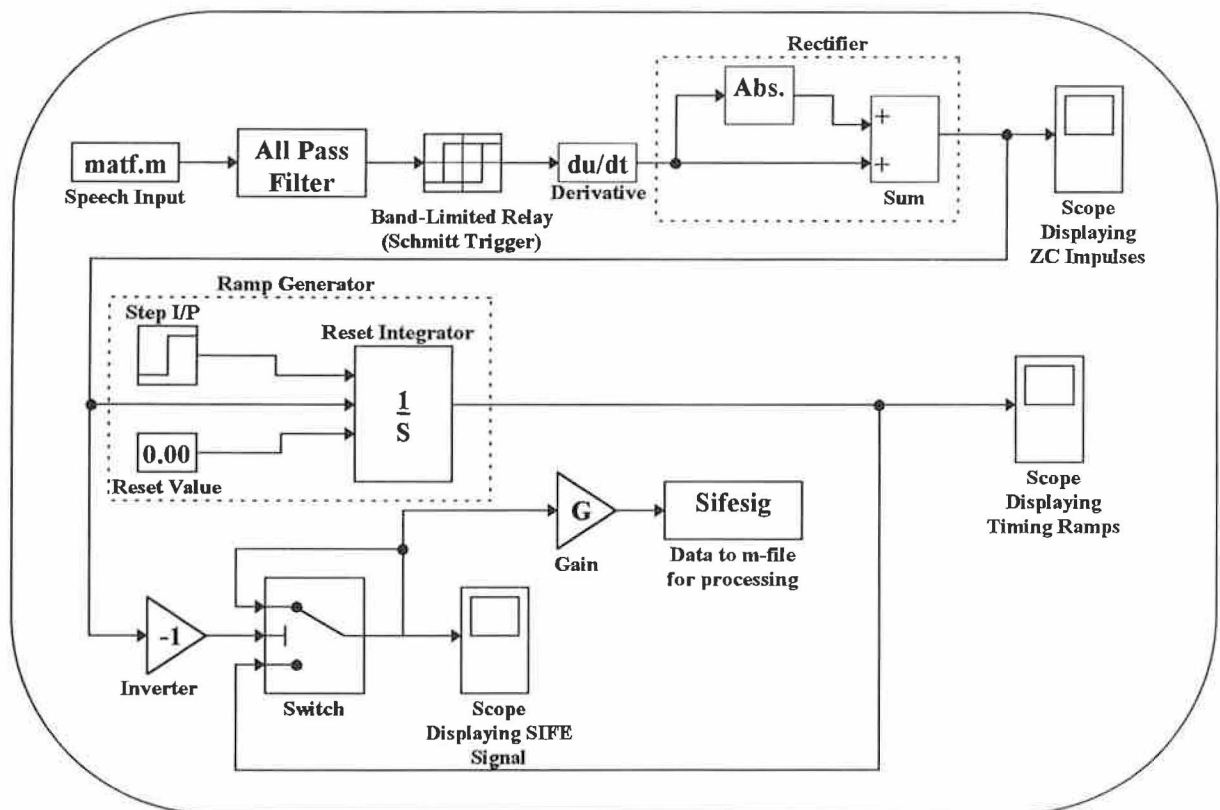 Rectifier
Abs.
+
+
Sum
matf.m
Speech Input
All Pass
Filter
Band-Limited Relay
(Schmitt Trigger)
du/dt
Derivative
Scope
Displaying
ZC Impulses
Ramp Generator
Step I/P
Reset Integrator
1
S
0.00
Reset Value
Scope
Displaying
Timing Ramps
G
Gain
Sifesig
Data to m-file
for processing
-1
Inverter
Switch
Scope
Displaying SIFE
Signal